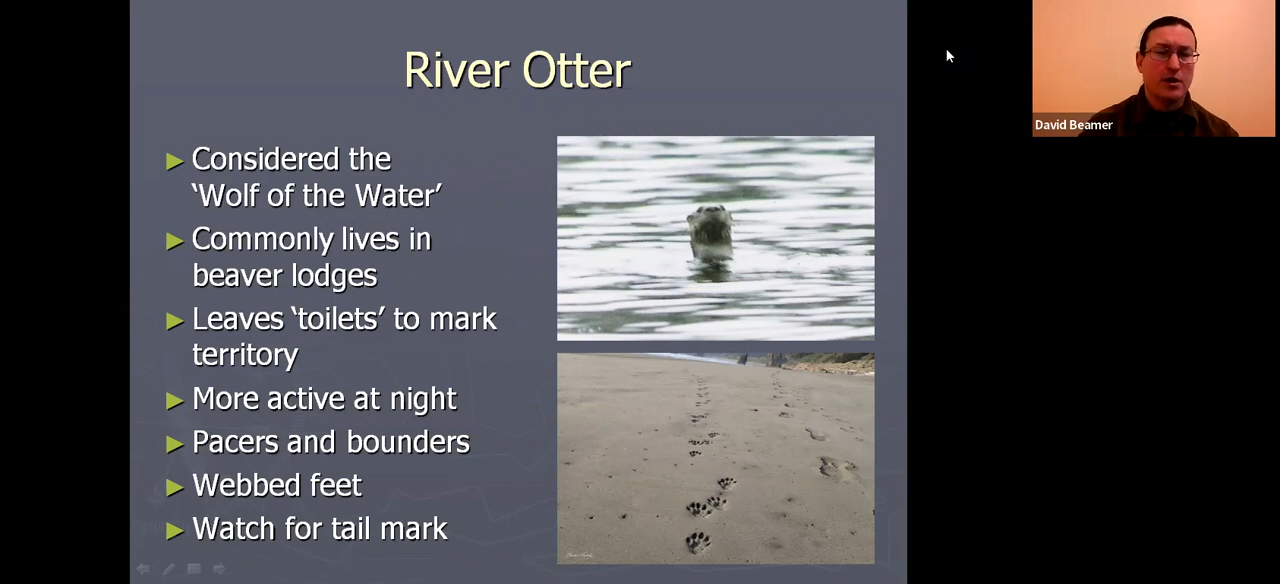 River Otter
► Considered the
‘Wolf of the Water’
► Commonly lives in
beaver lodges
► Leaves ‘toilets’ to mark
territory
► More active at night
► Pacers and bounders
► Webbed feet
► Watch for tail mark
David Beamer